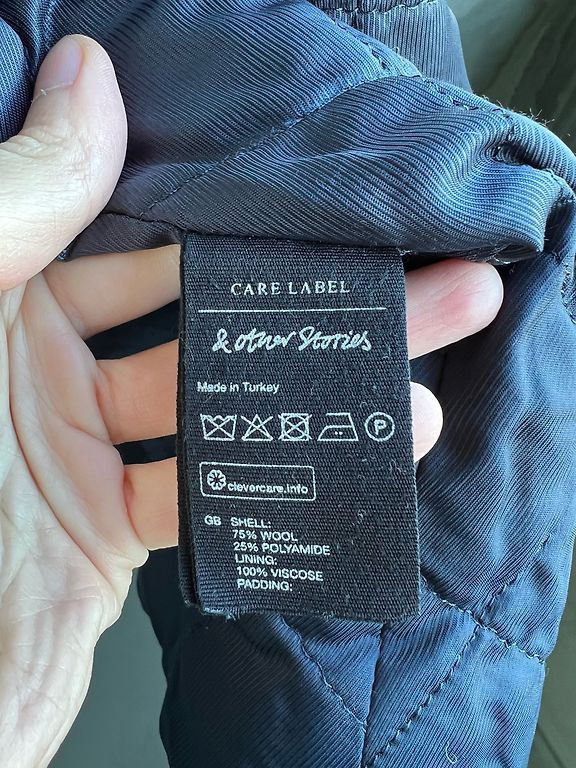 CARE LABEL
& other Stories
Made in Turkey
P
clevercare.info
GB SHELL:
75% WOOL
25% POLYAMIDE
LINING:
100% VISCOSE
PADDING: